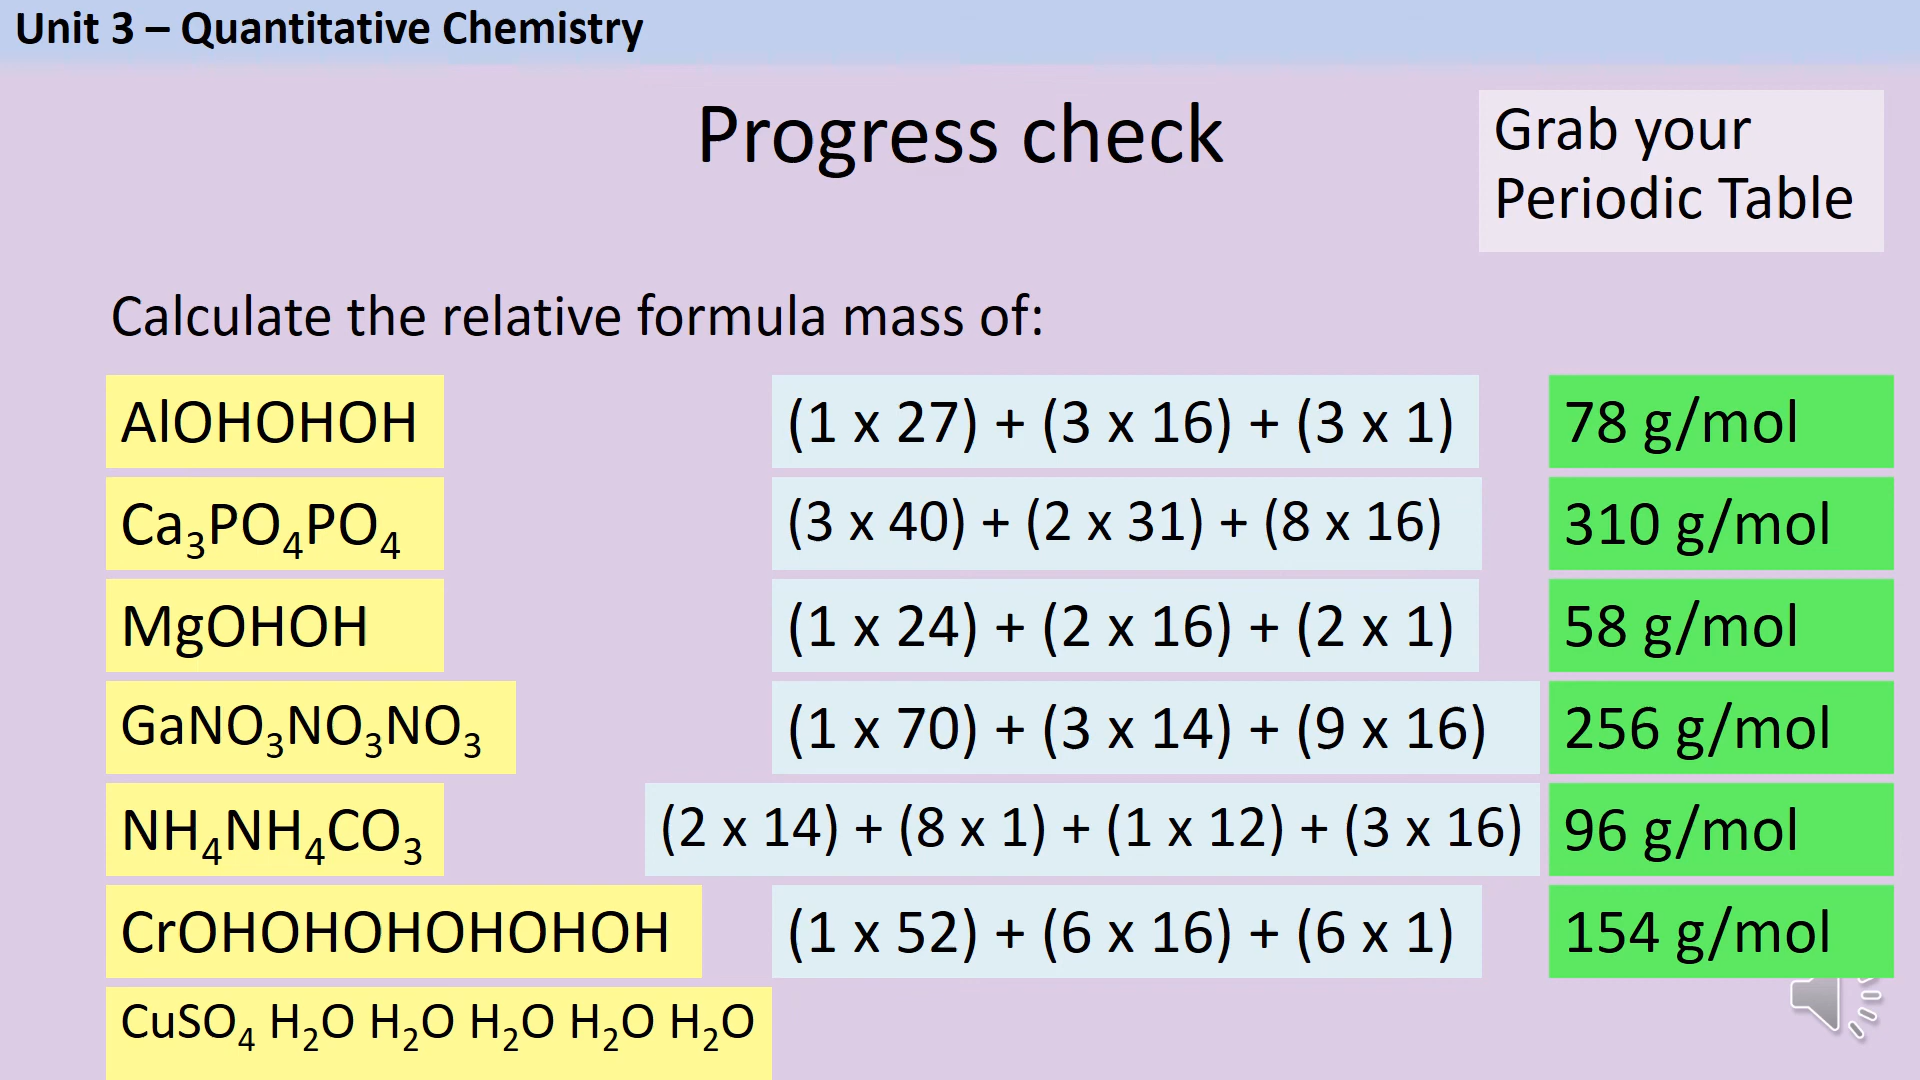 Unit 3 – Quantitative Chemistry
Progress check
Grab your
Periodic Table
Calculate the relative formula mass of:
AlOHOHOH (1 x 27) + (3 x 16) + (3 x 1) 78 g/mol
Ca₃PO₄PO₄ (3 x 40) + (2 x 31) + (8 x 16) 310 g/mol
MgOHOH (1 x 24) + (2 x 16) + (2 x 1) 58 g/mol
GaNO₃NO₃NO₃ (1 x 70) + (3 x 14) + (9 x 16) 256 g/mol
NH₄NH₄CO₃ (2 x 14) + (8 x 1) + (1 x 12) + (3 x 16) 96 g/mol
CrOHOHOHOHOHOH (1 x 52) + (6 x 16) + (6 x 1) 154 g/mol
CuSO₄ H₂O H₂O H₂O H₂O H₂O